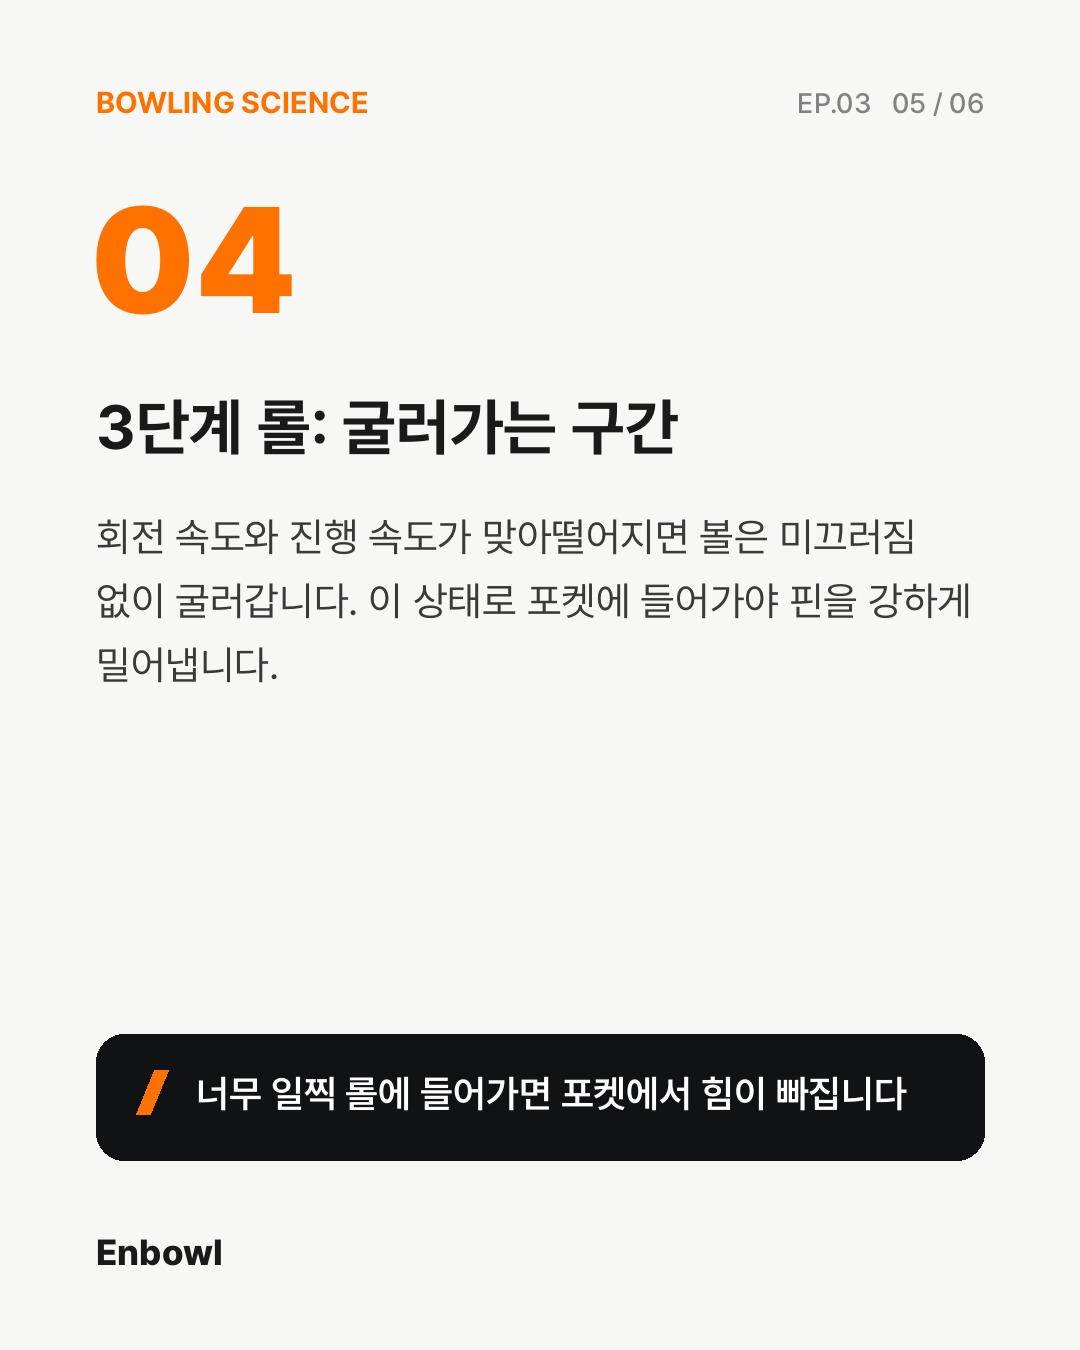 BOWLING SCIENCE
EP.03 05 / 06
04
3단계 롤: 굴러가는 구간
회전 속도와 진행 속도가 맞아떨어지면 볼은 미끄러짐
없이 굴러갑니다. 이 상태로 포켓에 들어가야 핀을 강하게
밀어냅니다.
너무 일찍 롤에 들어가면 포켓에서 힘이 빠집니다
Enbowl